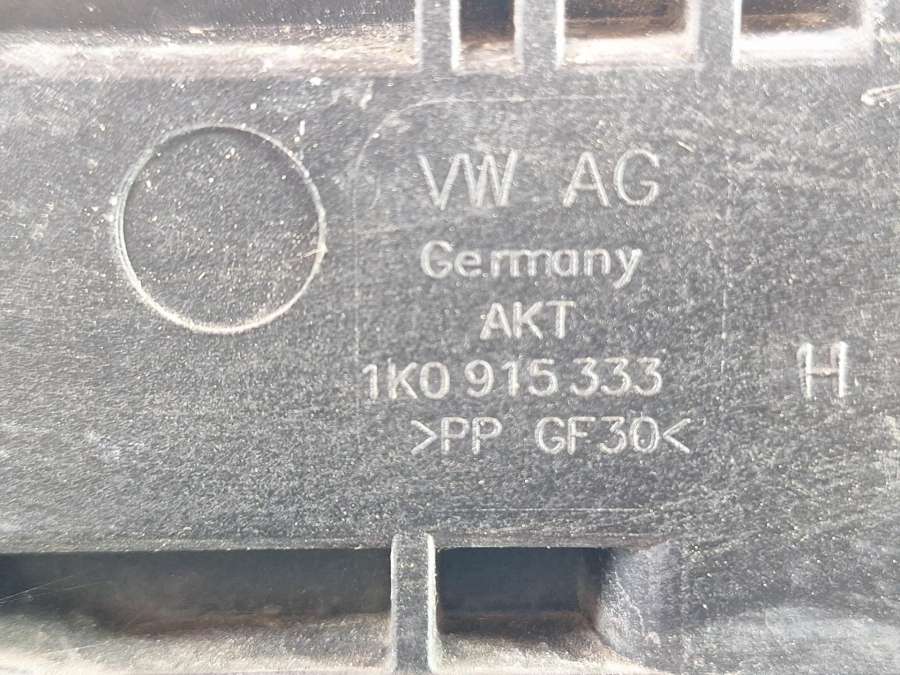 VW AG
Germany
AKT
1K0 915 333
H
>PP GF30<